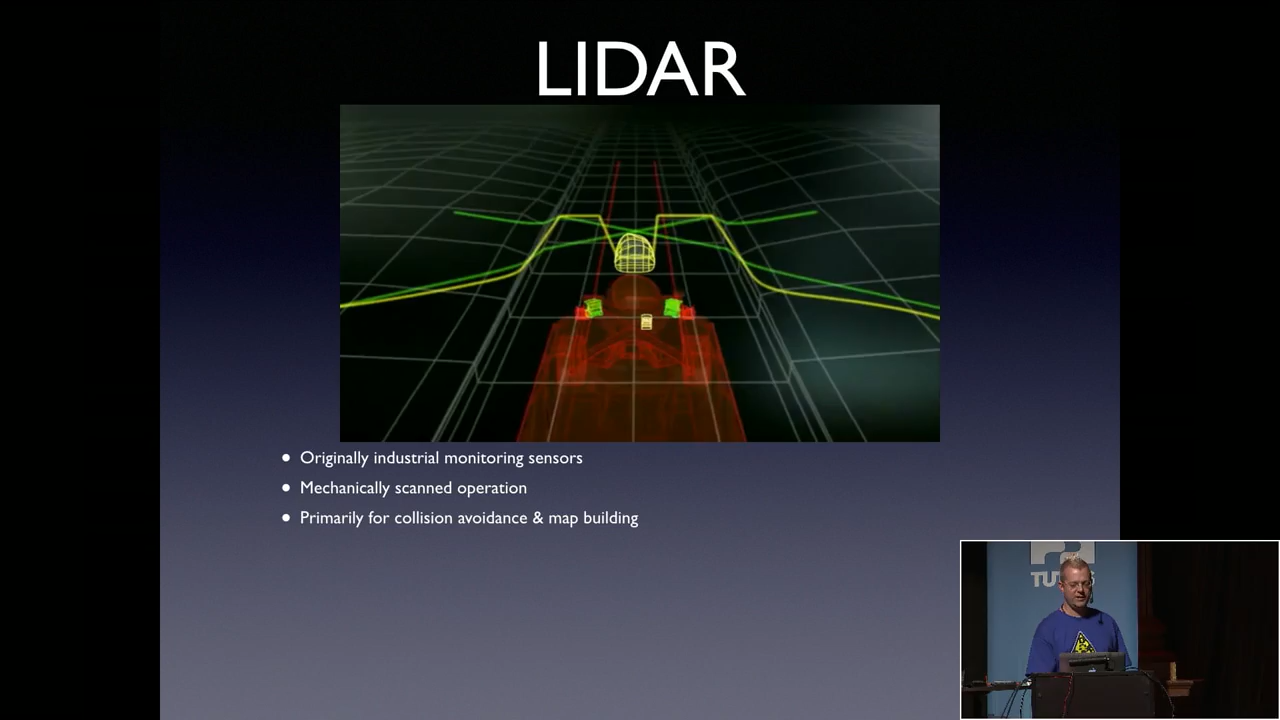 LIDAR
● Originally industrial monitoring sensors
● Mechanically scanned operation
● Primarily for collision avoidance & map building